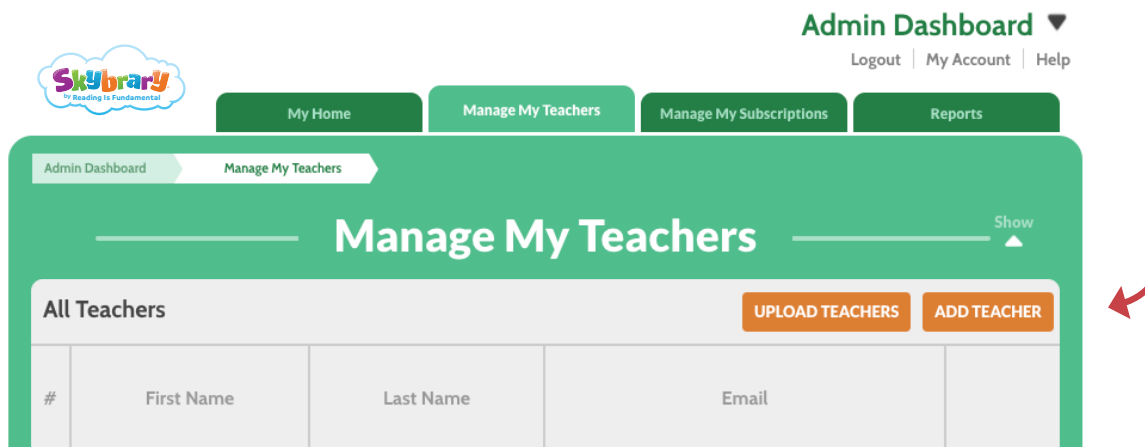 Admin Dashboard
Logout My Account Help
Skybrary
by Reading Is Fundamental
My Home Manage My Teachers Manage My Subscriptions Reports
Admin Dashboard Manage My Teachers
Manage My Teachers
Show
All Teachers UPLOAD TEACHERS ADD TEACHER
# First Name Last Name Email